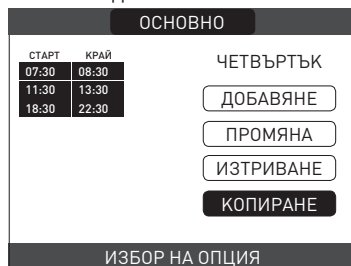 ОСНОВНО
СТАРТ КРАЙ
07:30 08:30
11:30 13:30
18:30 22:30
ЧЕТВЪРТЪК
ДОБАВЯНЕ
ПРОМЯНА
ИЗТРИВАНЕ
КОПИРАНЕ
ИЗБОР НА ОПЦИЯ